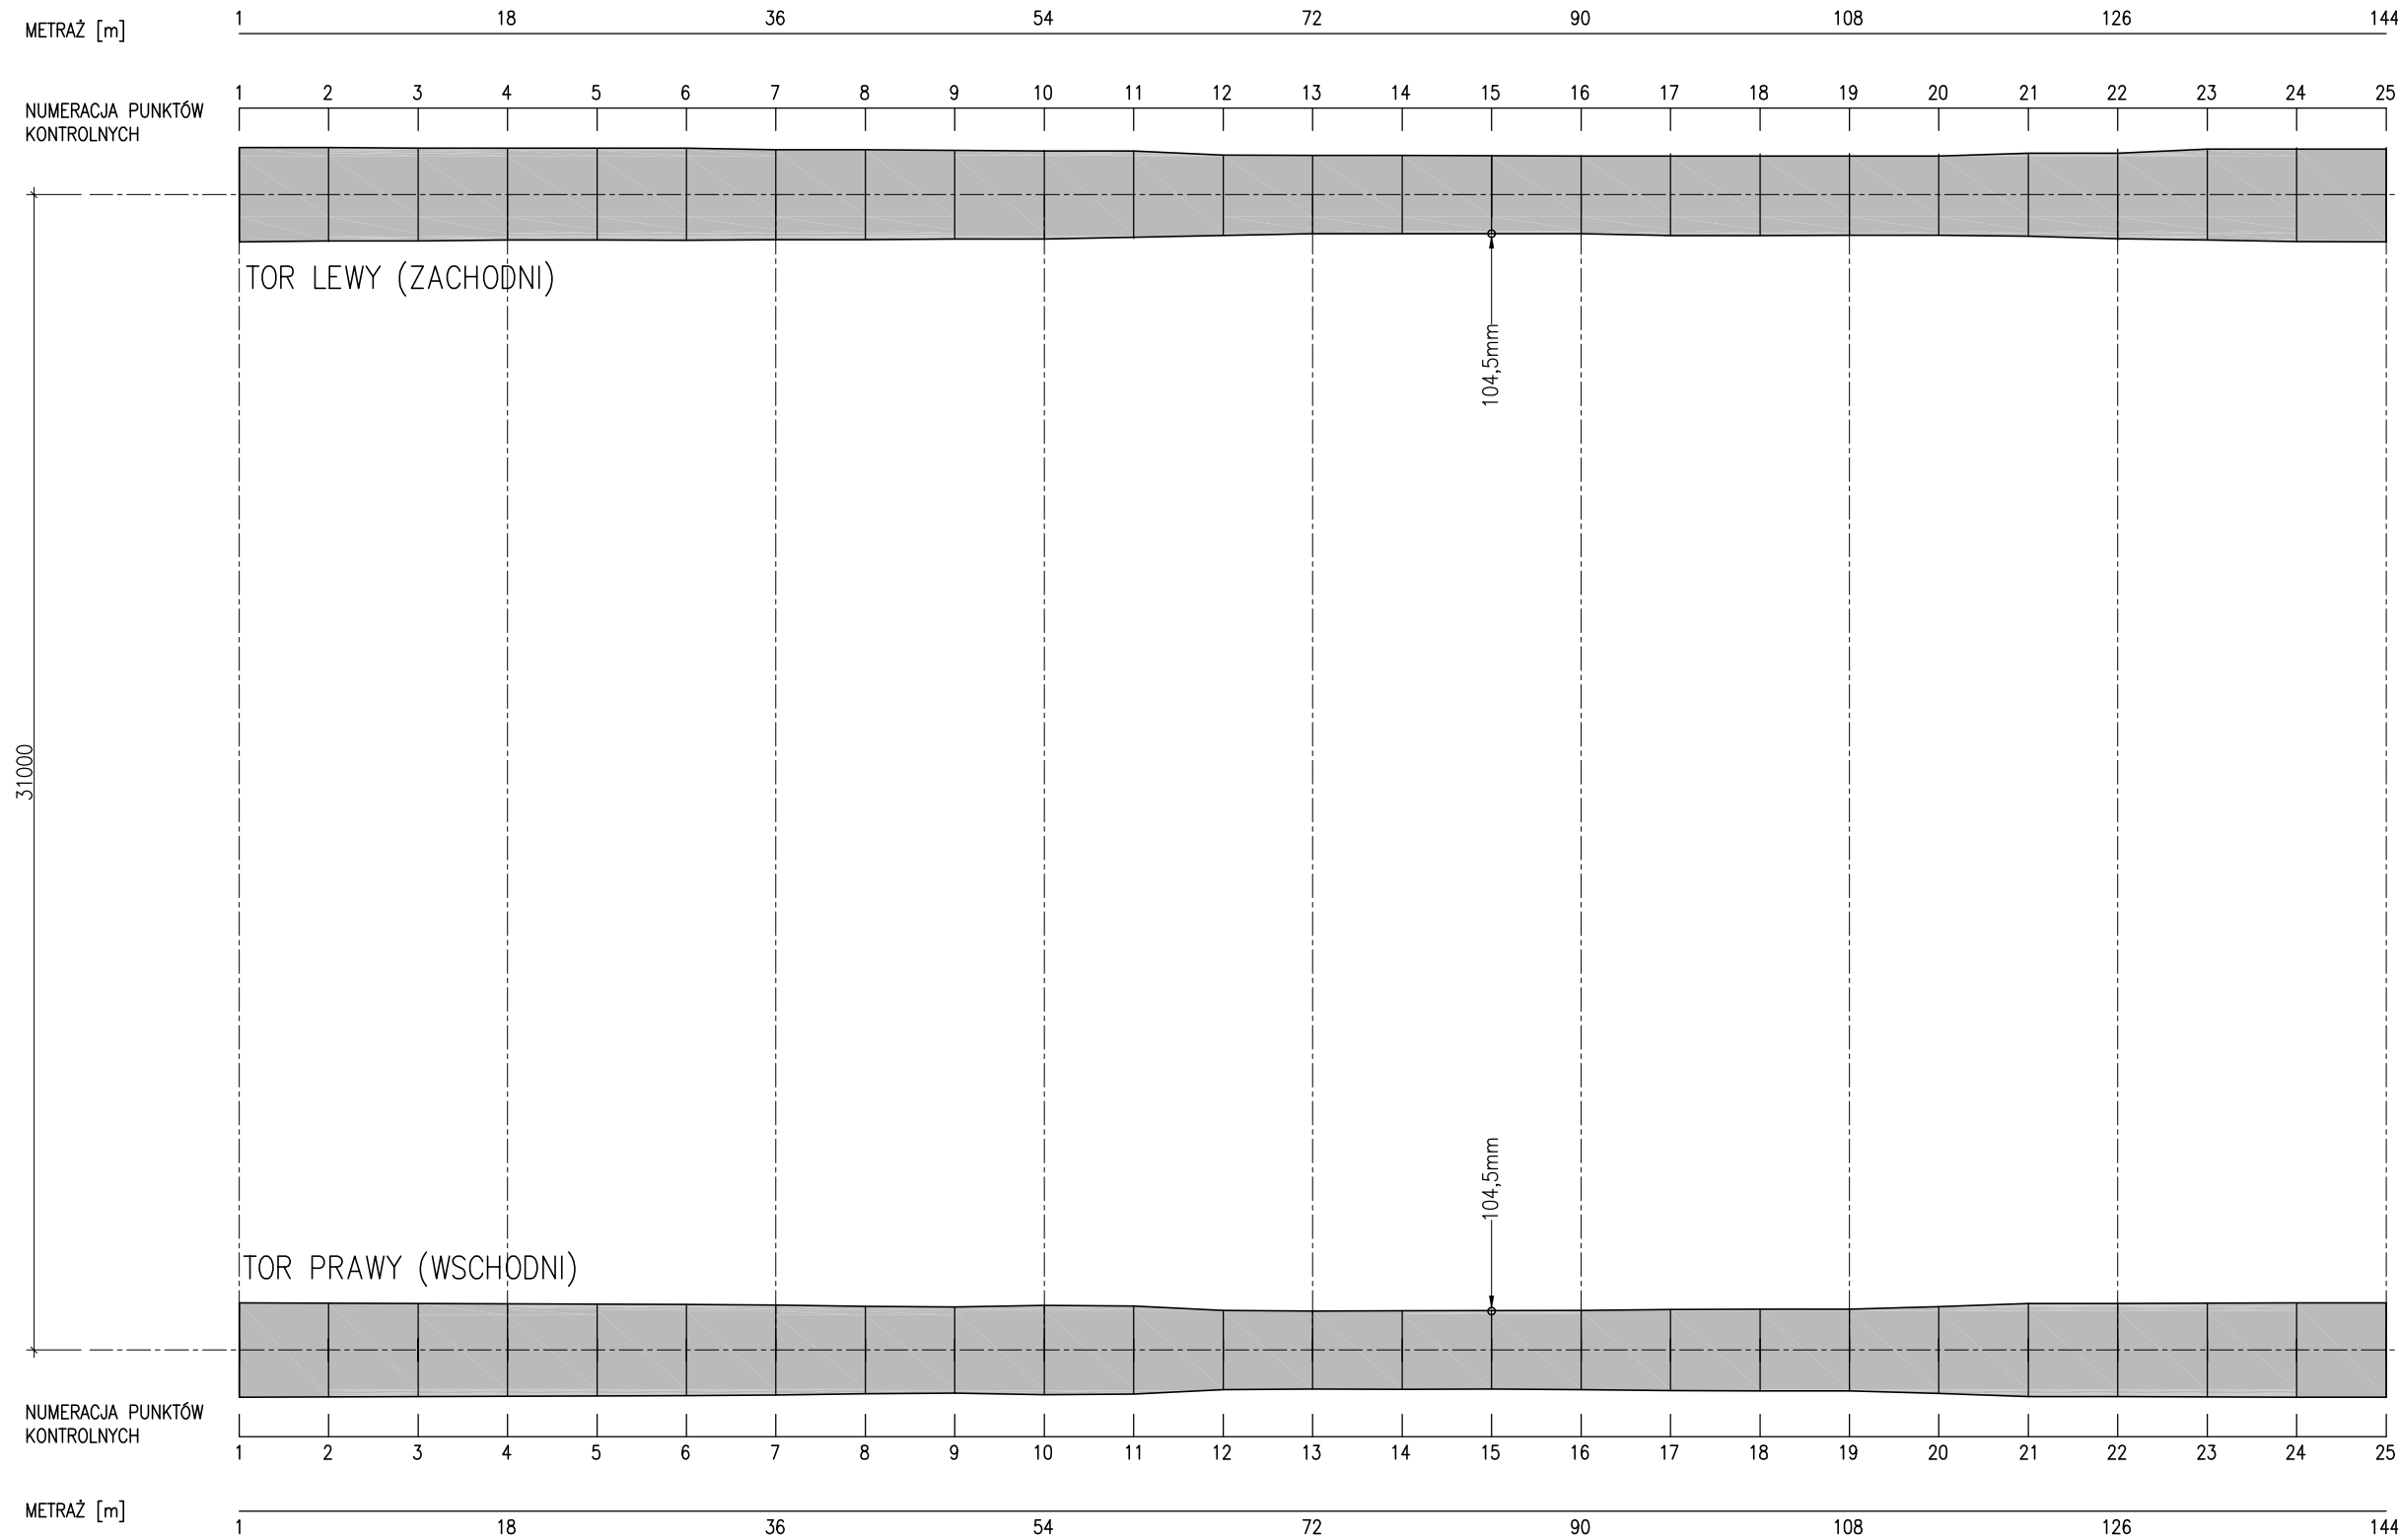 1 18 36 54 72 90 108 126 144
METRAŻ [m]
1 2 3 4 5 6 7 8 9 10 11 12 13 14 15 16 17 18 19 20 21 22 23 24 25
NUMERACJA PUNKTÓW
KONTROLNYCH
TOR LEWY (ZACHODNI)
104,5mm
31000
104,5mm
TOR PRAWY (WSCHODNI)
NUMERACJA PUNKTÓW
KONTROLNYCH
1 2 3 4 5 6 7 8 9 10 11 12 13 14 15 16 17 18 19 20 21 22 23 24 25
METRAŻ [m]
1 18 36 54 72 90 108 126 144